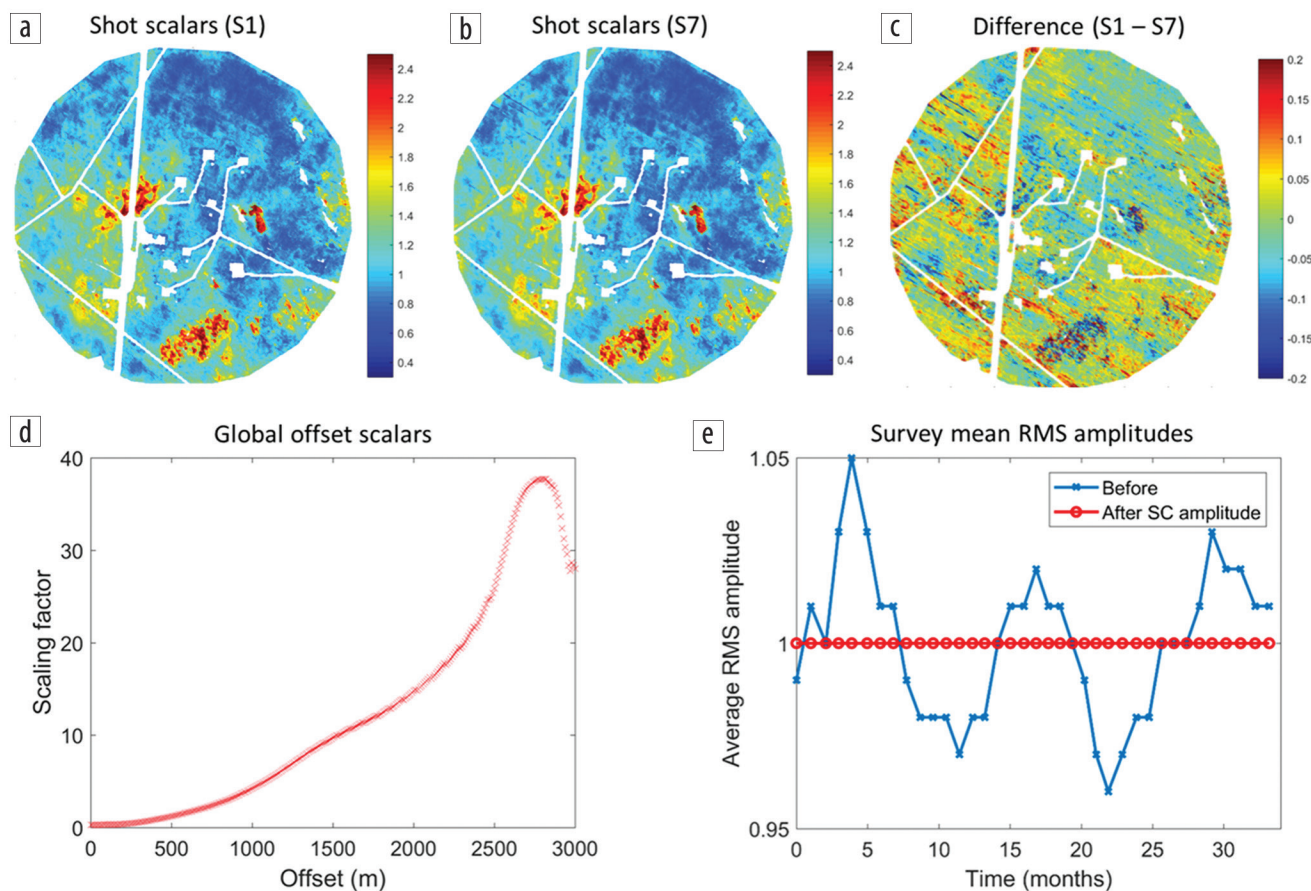 a
Shot scalars (S1)
2.4
2.2
2
1.8
1.6
1.4
1.2
1
0.8
0.6
0.4
b
Shot scalars (S7)
2.4
2.2
2
1.8
1.6
1.4
1.2
1
0.8
0.6
0.4
c
Difference (S1 – S7)
0.2
0.15
0.1
0.05
0
-0.05
-0.1
-0.15
-0.2
d
Global offset scalars
40
30
20
10
0
Scaling factor
0 500 1000 1500 2000 2500 3000
Offset (m)
e
Survey mean RMS amplitudes
1.05
1
0.95
Average RMS amplitude
Before
After SC amplitude
0 5 10 15 20 25 30
Time (months)